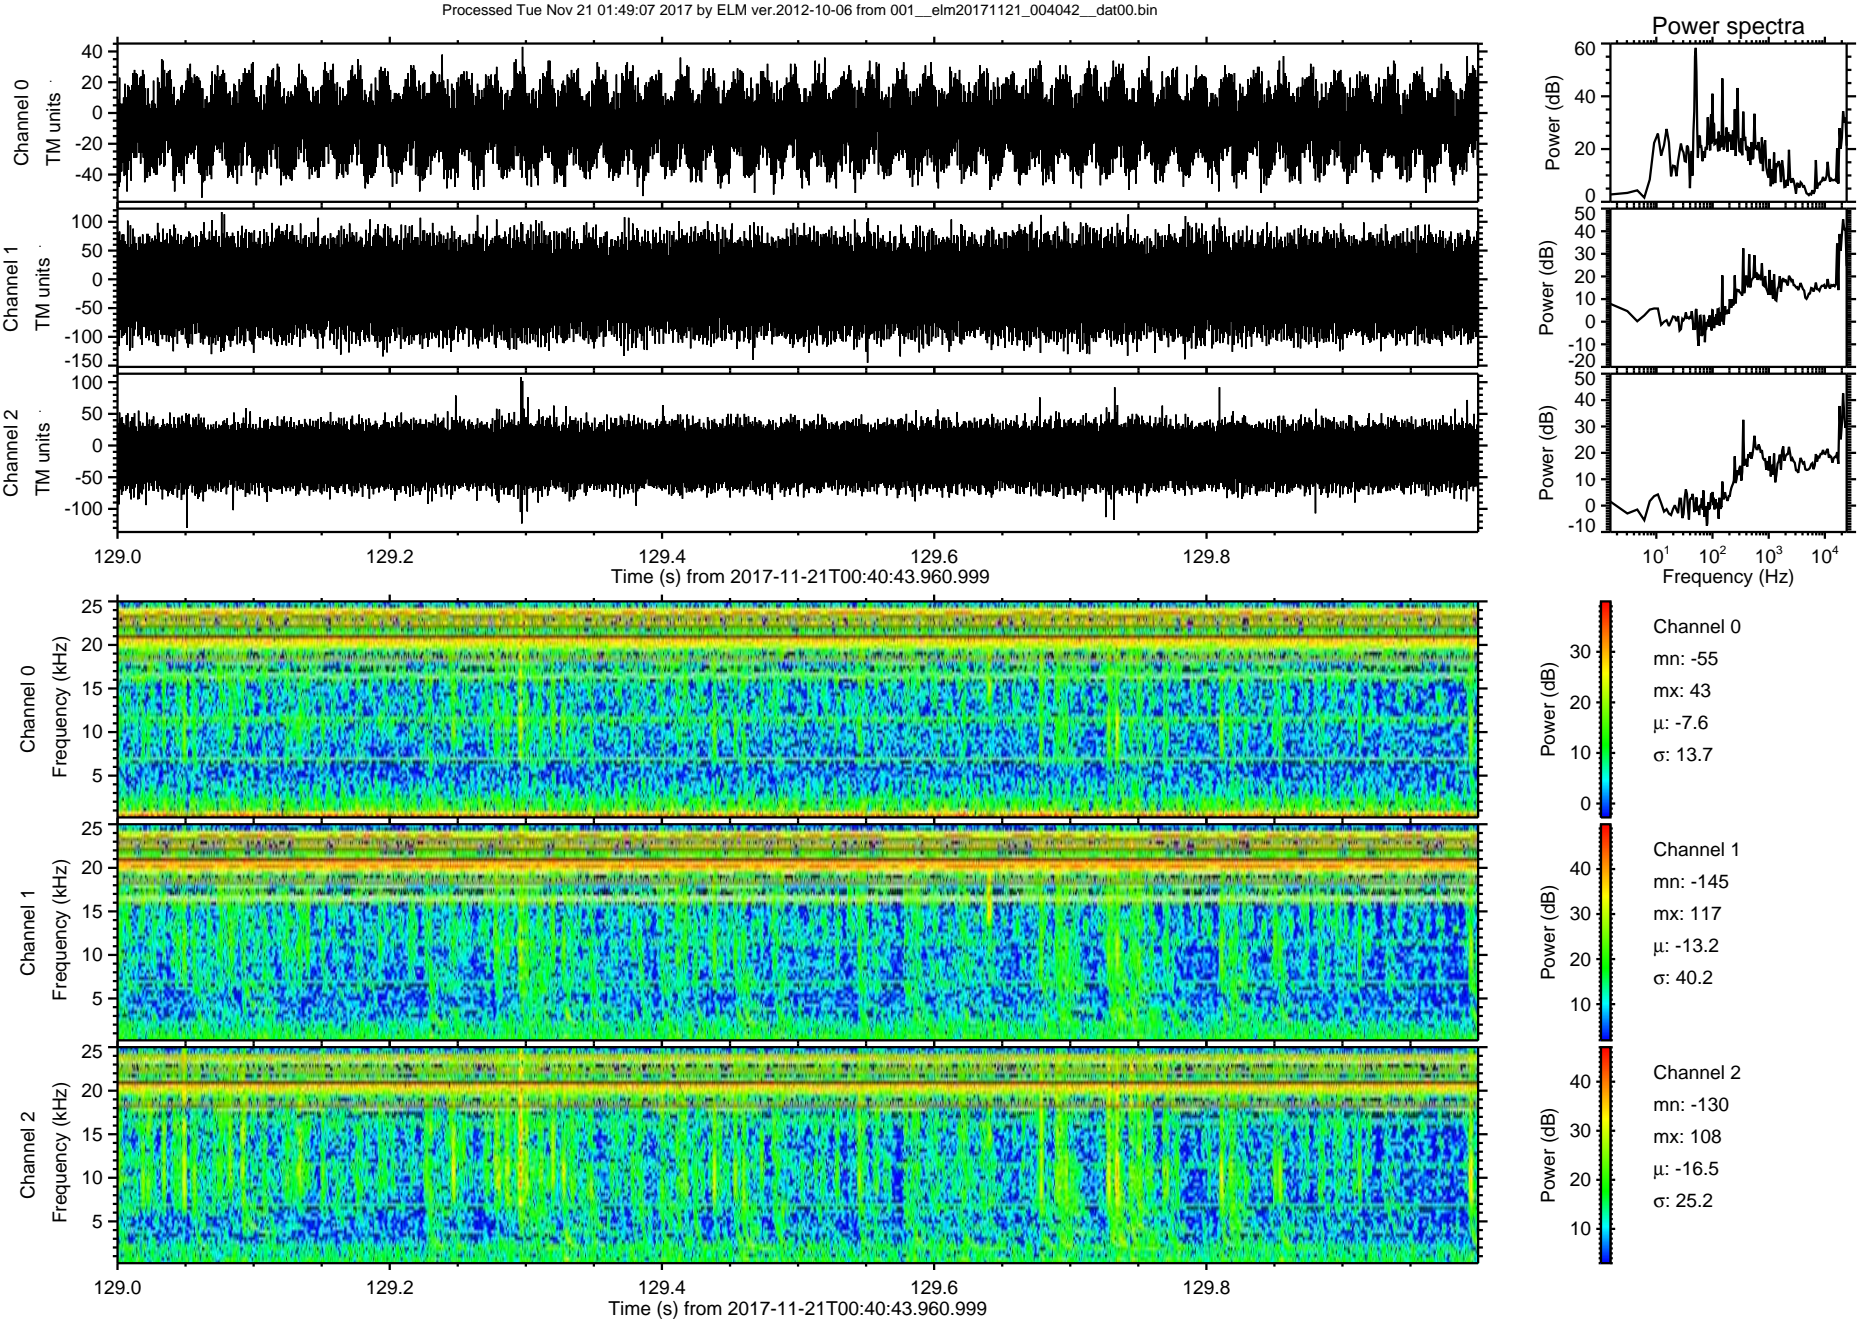 Processed Tue Nov 21 01:49:07 2017 by ELM ver.2012-10-06 from 001__elm20171121_004042__dat00.bin
Power spectra
Channel 0
TM units
40
20
0
-20
-40
Power (dB)
60
40
20
0
Channel 1
TM units
100
50
0
-50
-100
-150
Power (dB)
50
40
30
20
10
0
-10
-20
Channel 2
TM units
100
50
0
-50
-100
Power (dB)
50
40
30
20
10
0
-10
129.0 129.2 129.4 129.6 129.8
Time (s) from 2017-11-21T00:40:43.960.999
10¹ 10² 10³ 10⁴
Frequency (Hz)
Channel 0
Frequency (kHz)
25
20
15
10
5
Power (dB)
30
20
10
0
Channel 0
mn: -55
mx: 43
μ: -7.6
σ: 13.7
Channel 1
Frequency (kHz)
25
20
15
10
5
Power (dB)
40
30
20
10
Channel 1
mn: -145
mx: 117
μ: -13.2
σ: 40.2
Channel 2
Frequency (kHz)
25
20
15
10
5
Power (dB)
40
30
20
10
Channel 2
mn: -130
mx: 108
μ: -16.5
σ: 25.2
129.0 129.2 129.4 129.6 129.8
Time (s) from 2017-11-21T00:40:43.960.999